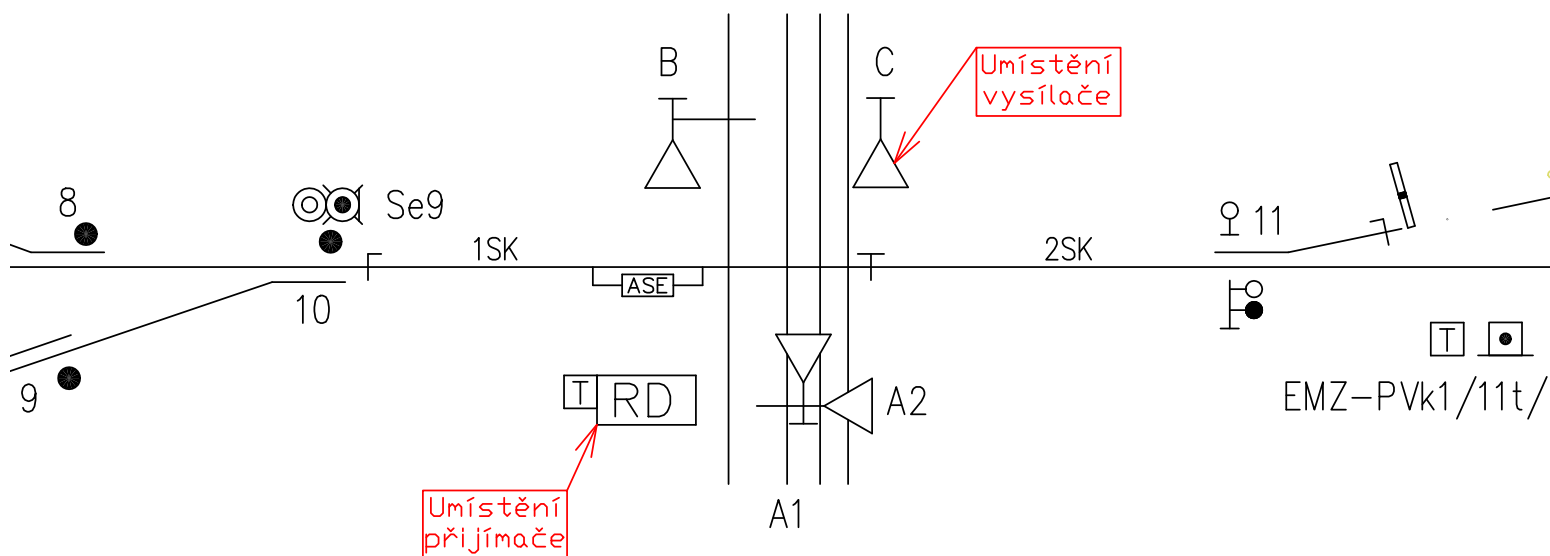 B
C
Umístění
vysílače
8
Se9
11
1SK
2SK
ASE
10
T
RD
9
A2
T
EMZ-PVk1/11t/
Umístění
přijímače
A1